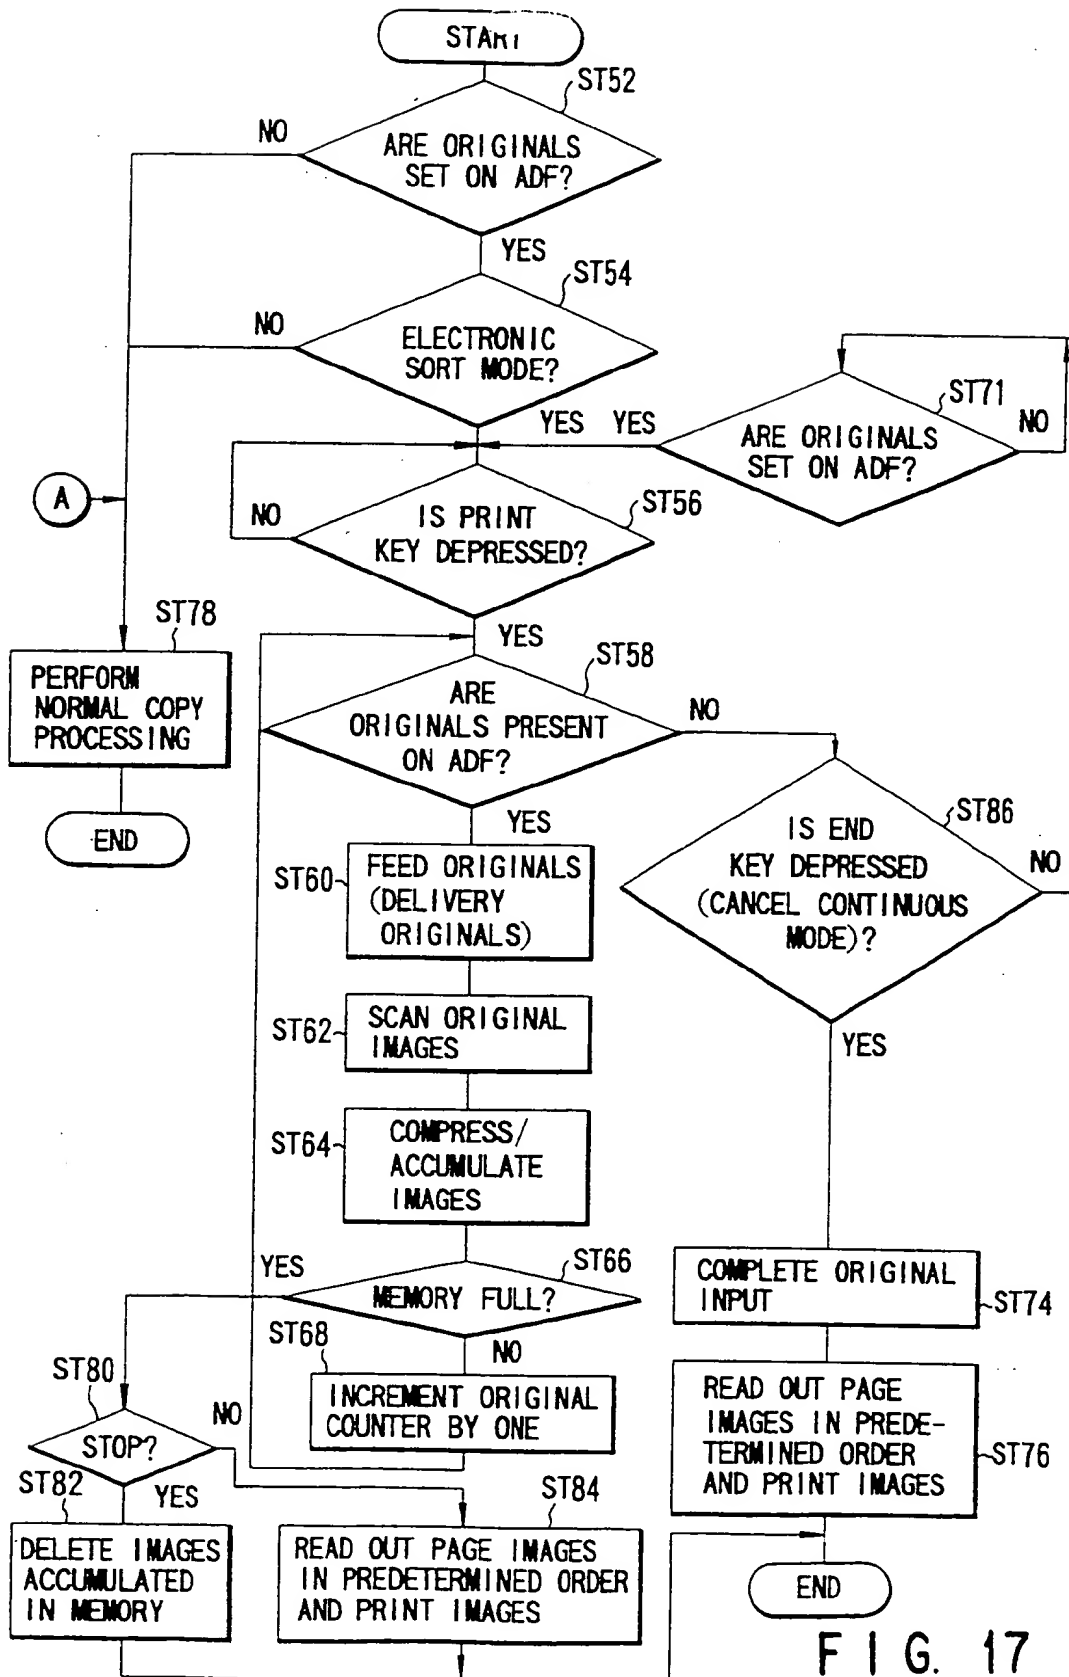 START
ST52
NO
ARE ORIGINALS
SET ON ADF?
YES
ST54
NO
ELECTRONIC
SORT MODE?
YES
YES
ST71
ARE ORIGINALS
SET ON ADF?
NO
A
ST56
IS PRINT
KEY DEPRESSED?
NO
YES
ST78
PERFORM
NORMAL COPY
PROCESSING
END
ST58
ARE
ORIGINALS PRESENT
ON ADF?
NO
YES
ST86
IS END
KEY DEPRESSED
(CANCEL CONTINUOUS
MODE)?
NO
YES
ST60
FEED ORIGINALS
(DELIVERY
ORIGINALS)
ST62
SCAN ORIGINAL
IMAGES
ST64
COMPRESS/
ACCUMULATE
IMAGES
ST66
YES
MEMORY FULL?
NO
ST68
INCREMENT ORIGINAL
COUNTER BY ONE
COMPLETE ORIGINAL
INPUT
ST74
READ OUT PAGE
IMAGES IN PREDE-
TERMINED ORDER
AND PRINT IMAGES
ST76
ST80
STOP?
NO
YES
ST82
DELETE IMAGES
ACCUMULATED
IN MEMORY
ST84
READ OUT PAGE IMAGES
IN PREDETERMINED ORDER
AND PRINT IMAGES
END
FIG. 17